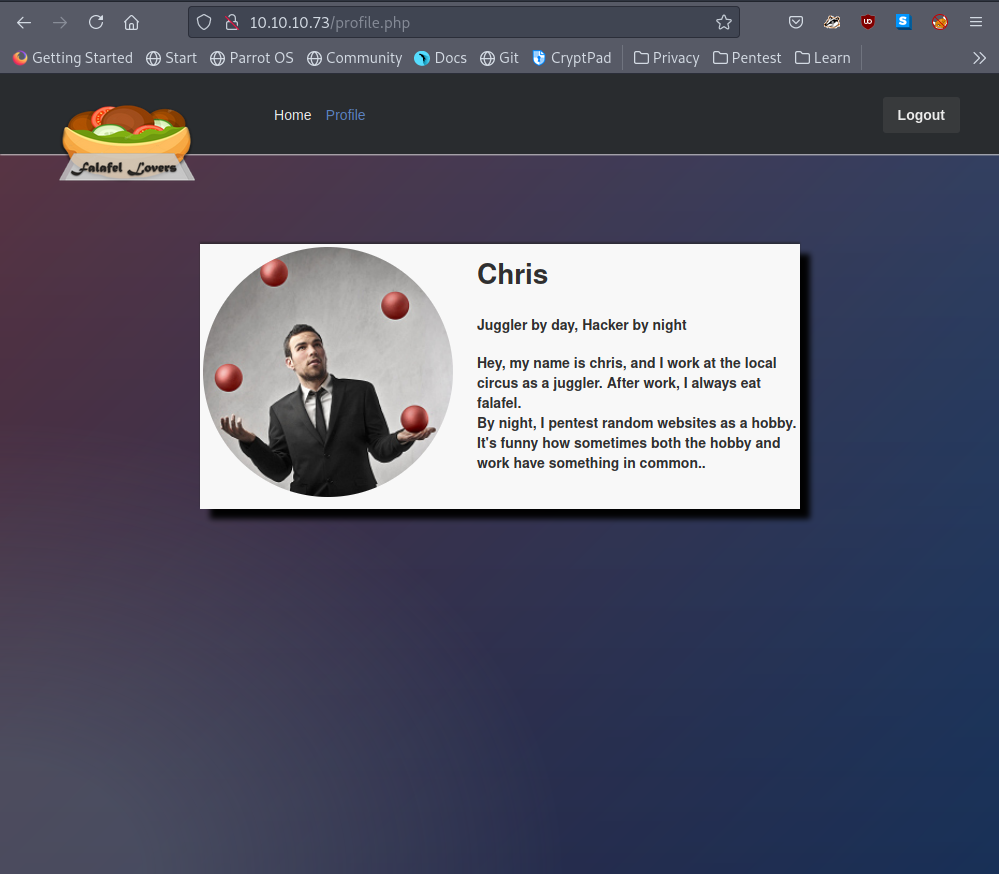 10.10.10.73/profile.php
Getting Started Start Parrot OS Community Docs Git CryptPad Privacy Pentest Learn
Home Profile Logout
Falafel Lovers
Chris
Juggler by day, Hacker by night
Hey, my name is chris, and I work at the local
circus as a juggler. After work, I always eat
falafel.
By night, I pentest random websites as a hobby.
It's funny how sometimes both the hobby and
work have something in common..